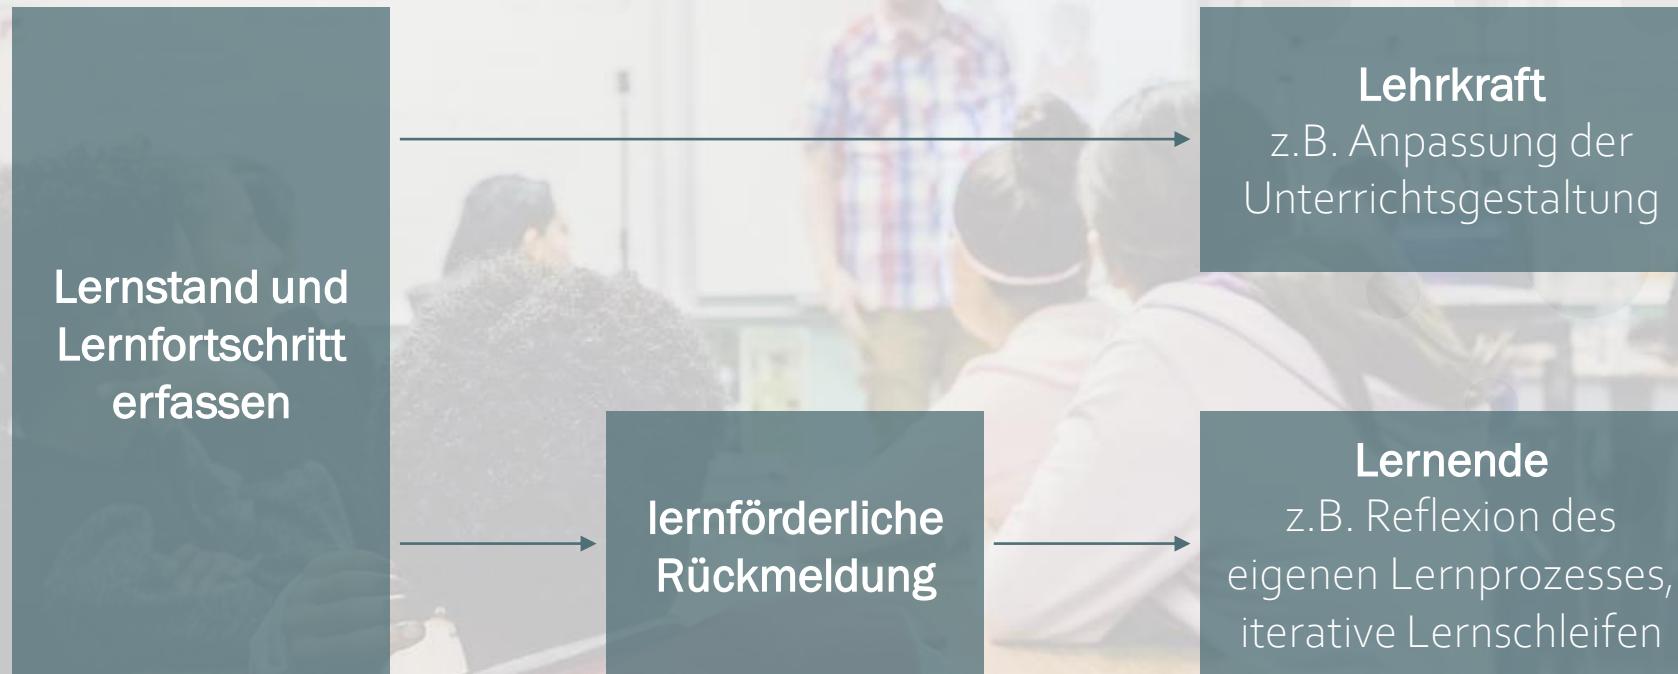 Lernstand und
Lernfortschritt
erfassen
Lehrkraft
z.B. Anpassung der
Unterrichtsgestaltung
lernförderliche
Rückmeldung
Lernende
z.B. Reflexion des
eigenen Lernprozesses,
iterative Lernschleifen